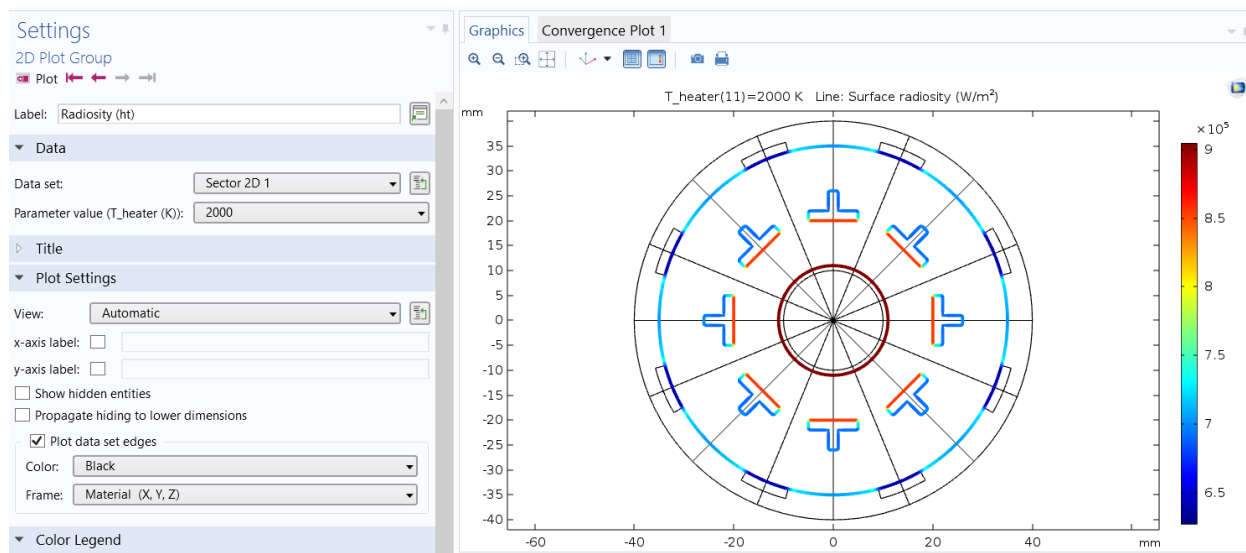 Settings
2D Plot Group
Plot
Label: Radiosity (ht)
Data
Data set: Sector 2D 1
Parameter value (T_heater (K)): 2000
Title
Plot Settings
View: Automatic
x-axis label:
y-axis label:
Show hidden entities
Propagate hiding to lower dimensions
Plot data set edges
Color: Black
Frame: Material (X, Y, Z)
Color Legend
Graphics Convergence Plot 1
T_heater(11)=2000 K Line: Surface radiosity (W/m²)
mm
35
30
25
20
15
10
5
0
-5
-10
-15
-20
-25
-30
-35
-40
-60 -40 -20 0 20 40 mm
×10⁵
9
8.5
8
7.5
7
6.5